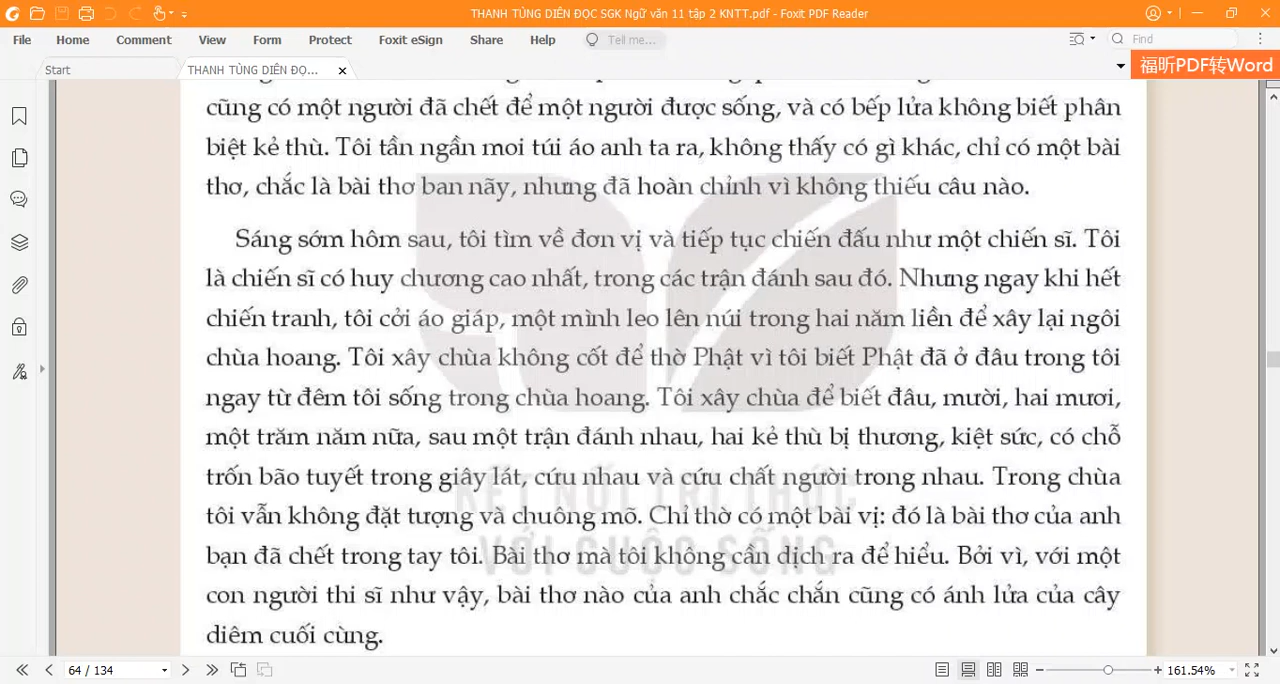 THANH TÙNG DIÊN ĐỌC SGK Ngữ văn 11 tập 2 KNTT.pdf - Foxit PDF Reader
File Home Comment View Form Protect Foxit eSign Share Help Tell me... Find
Start THANH TÙNG DIÊN ĐỌ... 福昕PDF转Word
cũng có một người đã chết để một người được sống, và có bếp lửa không biết phân
biệt kẻ thù. Tôi tần ngần moi túi áo anh ta ra, không thấy có gì khác, chỉ có một bài
thơ, chắc là bài thơ ban nãy, nhưng đã hoàn chỉnh vì không thiếu câu nào.
Sáng sớm hôm sau, tôi tìm về đơn vị và tiếp tục chiến đấu như một chiến sĩ. Tôi
là chiến sĩ có huy chương cao nhất, trong các trận đánh sau đó. Nhưng ngay khi hết
chiến tranh, tôi cởi áo giáp, một mình leo lên núi trong hai năm liền để xây lại ngôi
chùa hoang. Tôi xây chùa không cốt để thờ Phật vì tôi biết Phật đã ở đâu trong tôi
ngay từ đêm tôi sống trong chùa hoang. Tôi xây chùa để biết đâu, mười, hai mươi,
một trăm năm nữa, sau một trận đánh nhau, hai kẻ thù bị thương, kiệt sức, có chỗ
trốn bão tuyết trong giây lát, cứu nhau và cứu chất người trong nhau. Trong chùa
KẾT NỐI TRI THỨC
tôi vẫn không đặt tượng và chuông mõ. Chỉ thờ có một bài vị: đó là bài thơ của anh
bạn đã chết trong tay tôi. Bài thơ mà tôi không cần dịch ra để hiểu. Bởi vì, với một
VỚI CUỘC SỐNG
con người thi sĩ như vậy, bài thơ nào của anh chắc chắn cũng có ánh lửa của cây
diêm cuối cùng.
64 / 134 161.54%